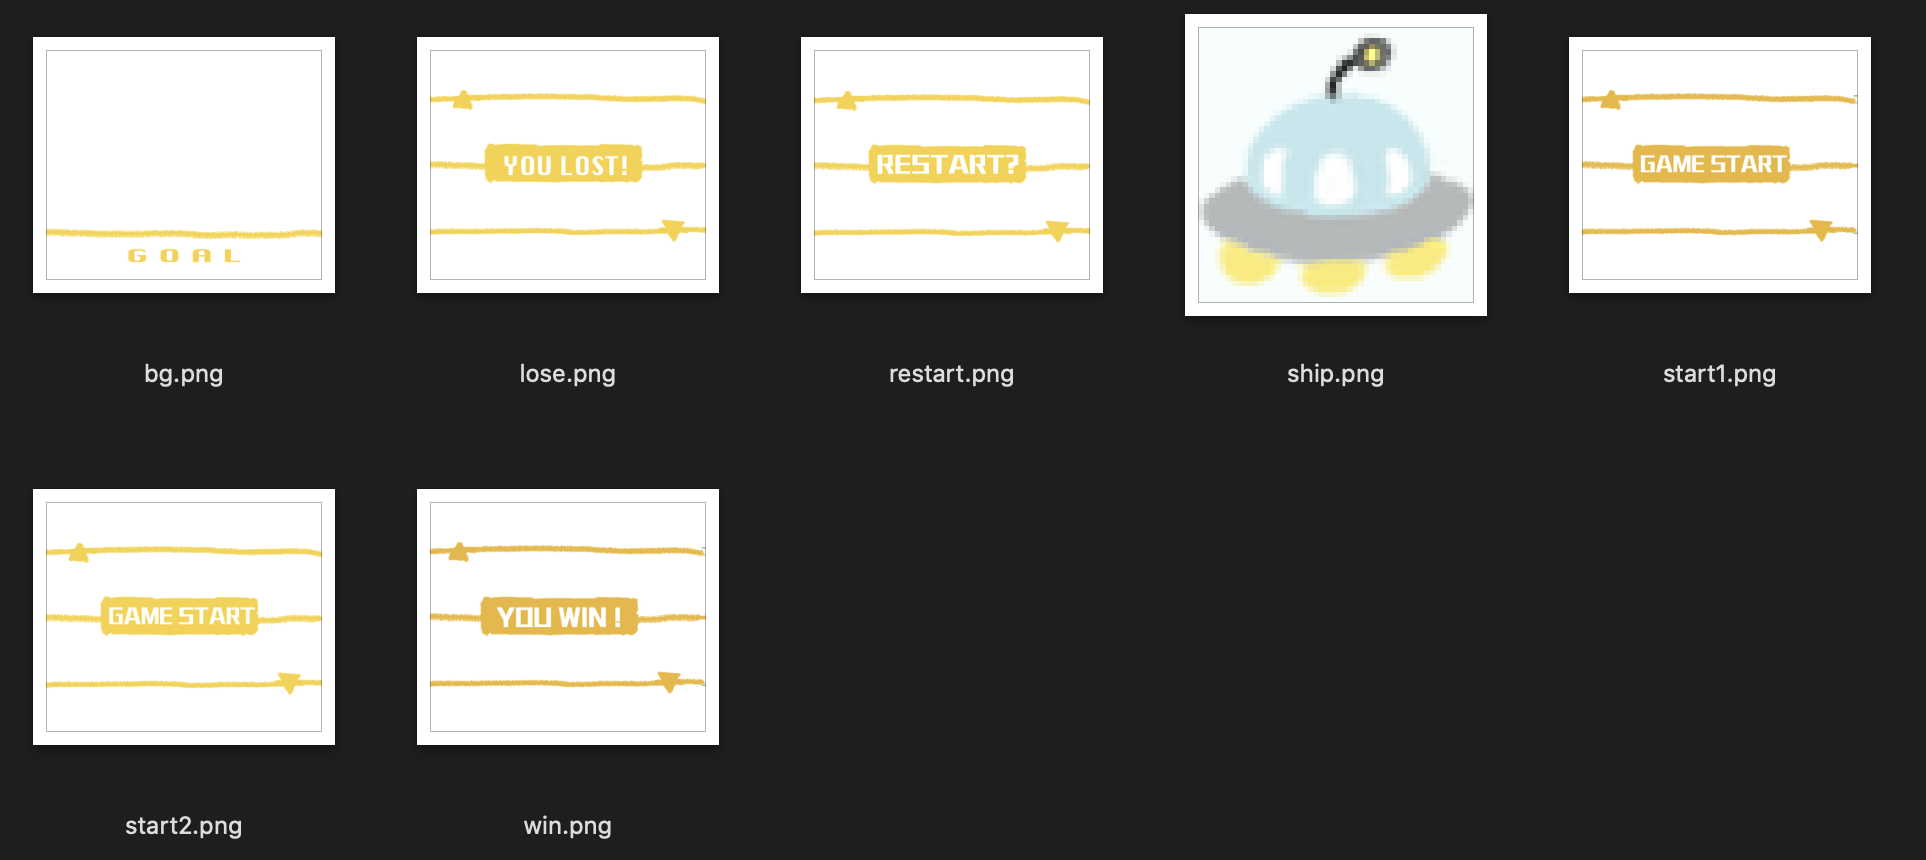 YOU LOST!
RESTART?
GAME START
GOAL
bg.png
lose.png
restart.png
ship.png
start1.png
GAME START
YOU WIN !
start2.png
win.png